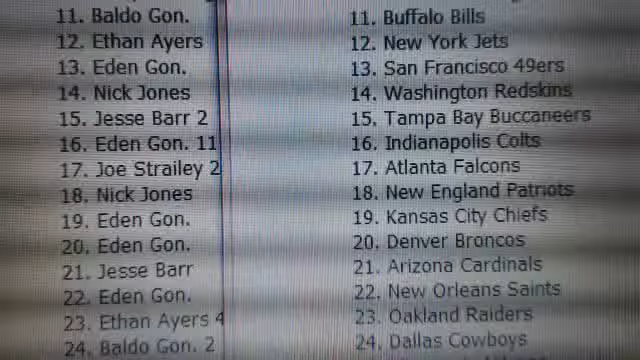 11. Baldo Gon. 11. Buffalo Bills
12. Ethan Ayers 12. New York Jets
13. Eden Gon. 13. San Francisco 49ers
14. Nick Jones 14. Washington Redskins
15. Jesse Barr 2 15. Tampa Bay Buccaneers
16. Eden Gon. 11 16. Indianapolis Colts
17. Joe Strailey 2 17. Atlanta Falcons
18. Nick Jones 18. New England Patriots
19. Eden Gon. 19. Kansas City Chiefs
20. Eden Gon. 20. Denver Broncos
21. Jesse Barr 21. Arizona Cardinals
22. Eden Gon. 22. New Orleans Saints
23. Ethan Ayers 4 23. Oakland Raiders
24. Baldo Gon. 2 24. Dallas Cowboys